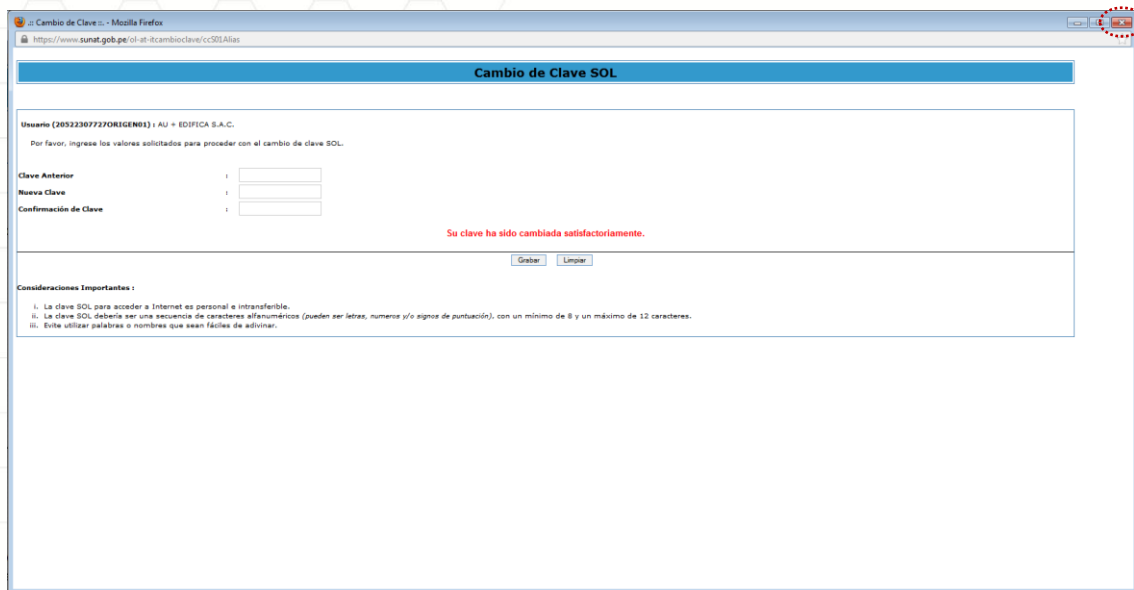 .:: Cambio de Clave ::. - Mozilla Firefox
https://www.sunat.gob.pe/ol-at-itcambioclave/ccS01Alias
Cambio de Clave SOL
Usuario (20522307727ORIGEN01) : AU + EDIFICA S.A.C.
Por favor, ingrese los valores solicitados para proceder con el cambio de clave SOL.
Clave Anterior :
Nueva Clave :
Confirmación de Clave :
Su clave ha sido cambiada satisfactoriamente.
Grabar Limpiar
Consideraciones Importantes :
i. La clave SOL para acceder a Internet es personal e intransferible.
ii. La clave SOL debería ser una secuencia de caracteres alfanuméricos (pueden ser letras, numeros y/o signos de puntuación), con un mínimo de 8 y un máximo de 12 caracteres.
iii. Evite utilizar palabras o nombres que sean fáciles de adivinar.